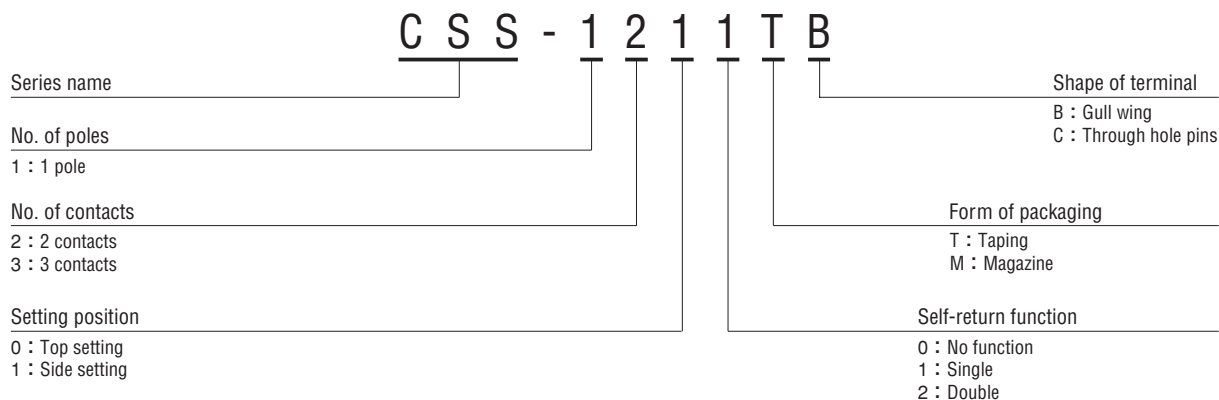 C S S - 1 2 1 1 T B
Series name
No. of poles
1 : 1 pole
No. of contacts
2 : 2 contacts
3 : 3 contacts
Setting position
0 : Top setting
1 : Side setting
Shape of terminal
B : Gull wing
C : Through hole pins
Form of packaging
T : Taping
M : Magazine
Self-return function
0 : No function
1 : Single
2 : Double